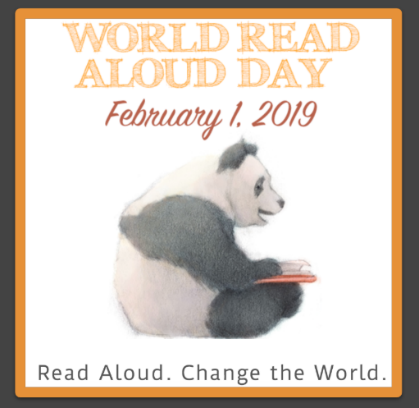 WORLD READ
ALOUD DAY
February 1, 2019
Read Aloud. Change the World.